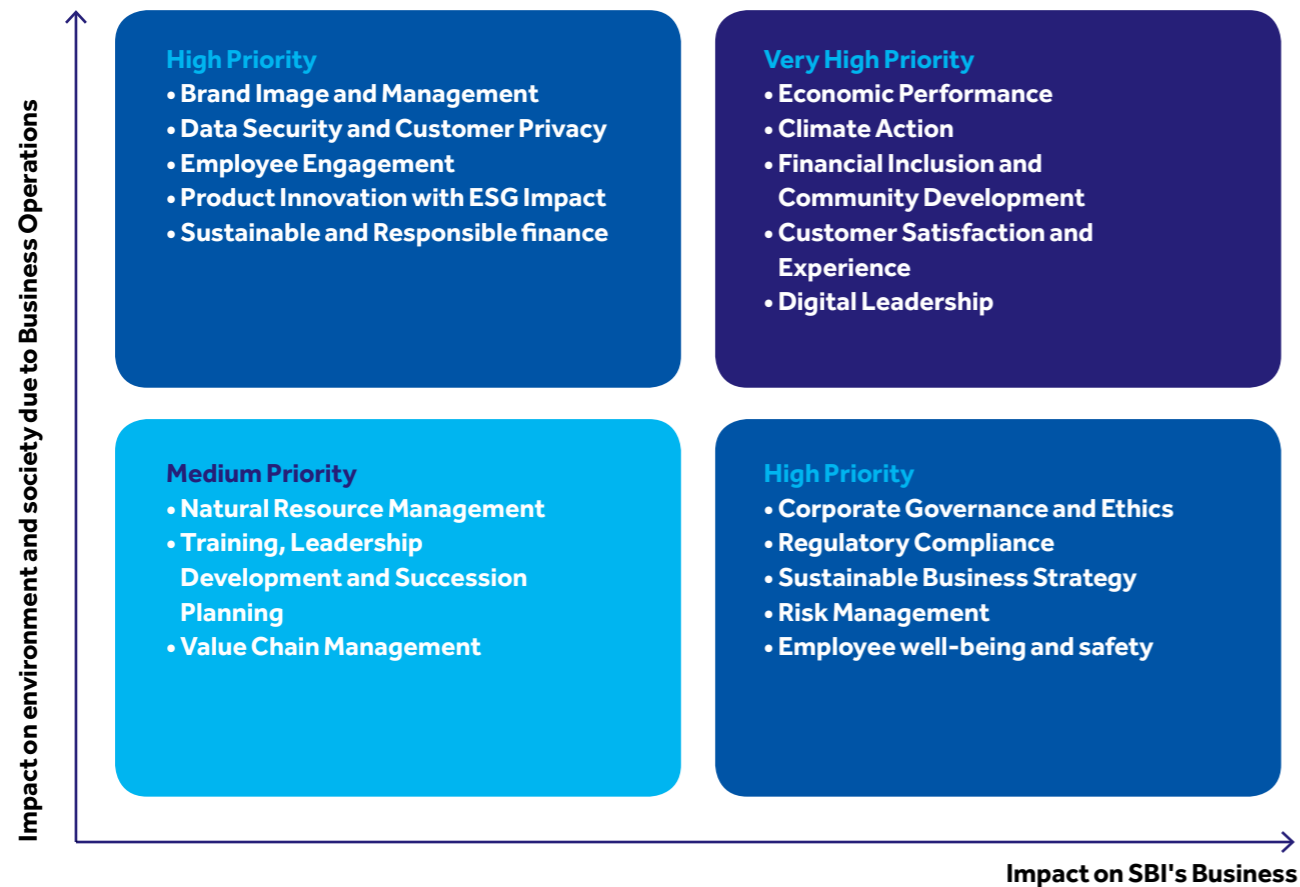 Impact on environment and society due to Business Operations
High Priority
• Brand Image and Management
• Data Security and Customer Privacy
• Employee Engagement
• Product Innovation with ESG Impact
• Sustainable and Responsible finance
Very High Priority
• Economic Performance
• Climate Action
• Financial Inclusion and
Community Development
• Customer Satisfaction and
Experience
• Digital Leadership
Medium Priority
• Natural Resource Management
• Training, Leadership
Development and Succession
Planning
• Value Chain Management
High Priority
• Corporate Governance and Ethics
• Regulatory Compliance
• Sustainable Business Strategy
• Risk Management
• Employee well-being and safety
Impact on SBI's Business